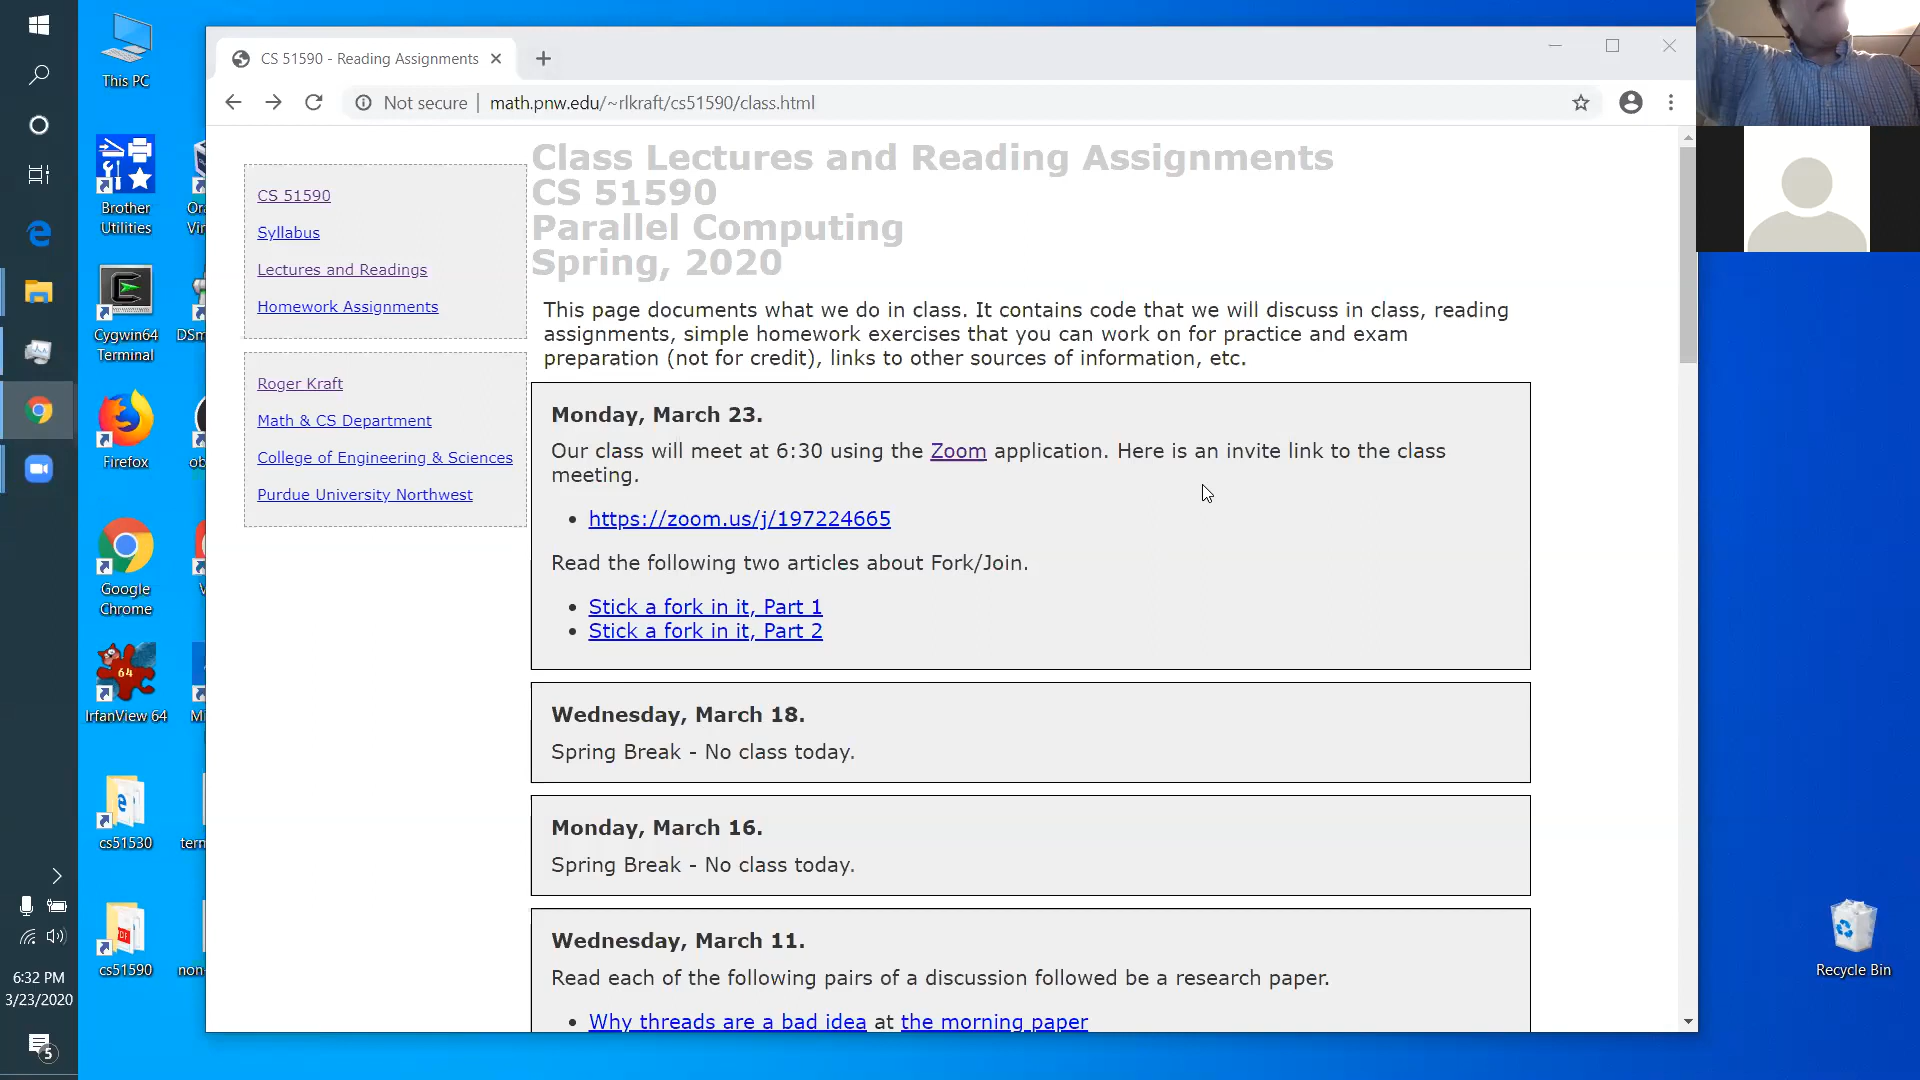 This PC
Brother
Utilities
Cygwin64
Terminal
Firefox
Google
Chrome
64
IrfanView 64
cs51530
cs51590
6:32 PM
3/23/2020
5
CS 51590 - Reading Assignments
Not secure | math.pnw.edu/~rlkraft/cs51590/class.html
CS 51590
Syllabus
Lectures and Readings
Homework Assignments
Roger Kraft
Math & CS Department
College of Engineering & Sciences
Purdue University Northwest
Class Lectures and Reading Assignments
CS 51590
Parallel Computing
Spring, 2020
This page documents what we do in class. It contains code that we will discuss in class, reading
assignments, simple homework exercises that you can work on for practice and exam
preparation (not for credit), links to other sources of information, etc.
Monday, March 23.
Our class will meet at 6:30 using the Zoom application. Here is an invite link to the class
meeting.
https://zoom.us/j/197224665
Read the following two articles about Fork/Join.
Stick a fork in it, Part 1
Stick a fork in it, Part 2
Wednesday, March 18.
Spring Break - No class today.
Monday, March 16.
Spring Break - No class today.
Wednesday, March 11.
Read each of the following pairs of a discussion followed be a research paper.
Why threads are a bad idea at the morning paper
Recycle Bin